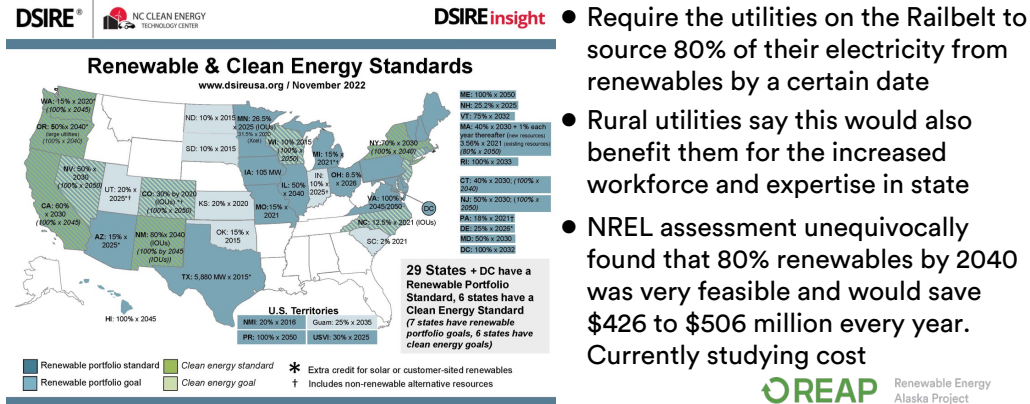 DSIRE®
NC CLEAN ENERGY
TECHNOLOGY CENTER
DSIREinsight
Renewable & Clean Energy Standards
www.dsireusa.org / November 2022
WA: 15% x 2020*
(100% x 2045)
OR: 50% x 2040*
(large utilities)
(100% x 2040)
NV: 50% x
2030
(100% x 2050)
CA: 60%
x 2030
(100% x 2045)
UT: 20% x
2025*†
AZ: 15% x
2025*
CO: 30% by 2020
(IOUs) *†
(100% x 2050)
NM: 80%x 2040
(IOUs)
(100% by 2045
(IOUs))
HI: 100% x 2045
ND: 10% x 2015
SD: 10% x 2015
KS: 20% x 2020
OK: 15% x
2015
TX: 5,880 MW x 2015*
MN: 26.5%
x 2025 (IOUs)
31.5% x 2020
(Xcel)
IA: 105 MW
MO:15% x
2021
WI: 10% 2015
(100% x
2050)
IL: 50%
x 2040
MI: 15% x
2021*†
IN:
10% x
2025†
OH: 8.5%
x 2026
NY:70% x 2030
(100% x 2040)
VA: 100% x
2045/2050
DC
NC: 12.5% x 2021 (IOUs)
SC: 2% 2021
ME: 100% x 2050
NH: 25.2% x 2025
VT: 75% x 2032
MA: 40% x 2030 + 1% each
year thereafter (new resources)
3.56% x 2021 (existing resources)
(80% x 2050)
RI: 100% x 2033
CT: 40% x 2030; (100% x
2040)
NJ: 50% x 2030; (100% x
2050)
PA: 18% x 2021†
DE: 25% x 2026*
MD: 50% x 2030
DC: 100% x 2032
29 States + DC have a
Renewable Portfolio
Standard, 6 states have a
Clean Energy Standard
(7 states have renewable
portfolio goals, 6 states have
clean energy goals)
U.S. Territories
NMI: 20% x 2016
Guam: 25% x 2035
PR: 100% x 2050
USVI: 30% x 2025
Renewable portfolio standard
Clean energy standard
* Extra credit for solar or customer-sited renewables
Renewable portfolio goal
Clean energy goal
† Includes non-renewable alternative resources
● Require the utilities on the Railbelt to
source 80% of their electricity from
renewables by a certain date
● Rural utilities say this would also
benefit them for the increased
workforce and expertise in state
● NREL assessment unequivocally
found that 80% renewables by 2040
was very feasible and would save
$426 to $506 million every year.
Currently studying cost
REAP
Renewable Energy
Alaska Project